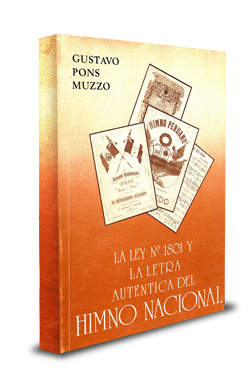 GUSTAVO
PONS
MUZZO
HIMNO PERUANO
LA LEY Nº 1801 Y
LA LETRA
AUTENTICA DEL
HIMNO NACIONAL